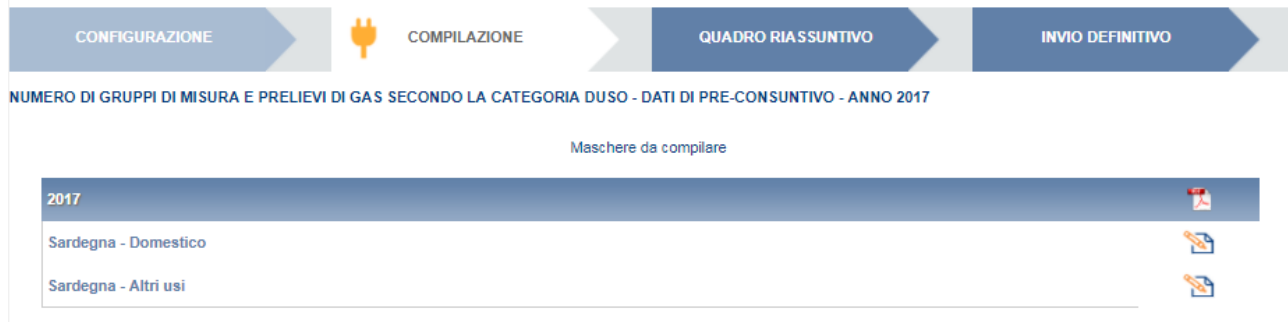 CONFIGURAZIONE COMPILAZIONE QUADRO RIASSUNTIVO INVIO DEFINITIVO
NUMERO DI GRUPPI DI MISURA E PRELIEVI DI GAS SECONDO LA CATEGORIA DUSO - DATI DI PRE-CONSUNTIVO - ANNO 2017
Maschere da compilare
2017
Sardegna - Domestico
Sardegna - Altri usi